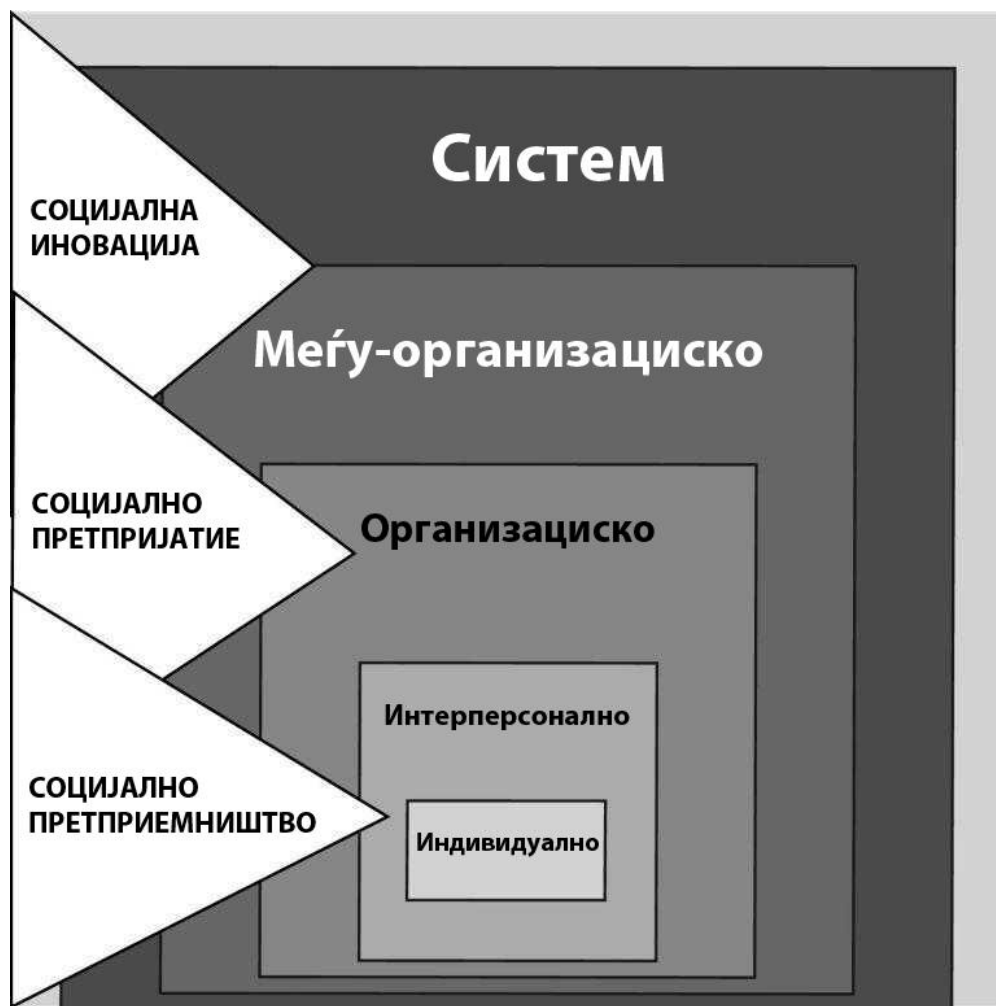 Систем
СОЦИЈАЛНА
ИНОВАЦИЈА
Меѓу-организациско
СОЦИЈАЛНО
ПРЕТПРИЈАТИЕ
Организациско
Интерперсонално
СОЦИЈАЛНО
ПРЕТПРИЕМНИШТВО
Индивидуално